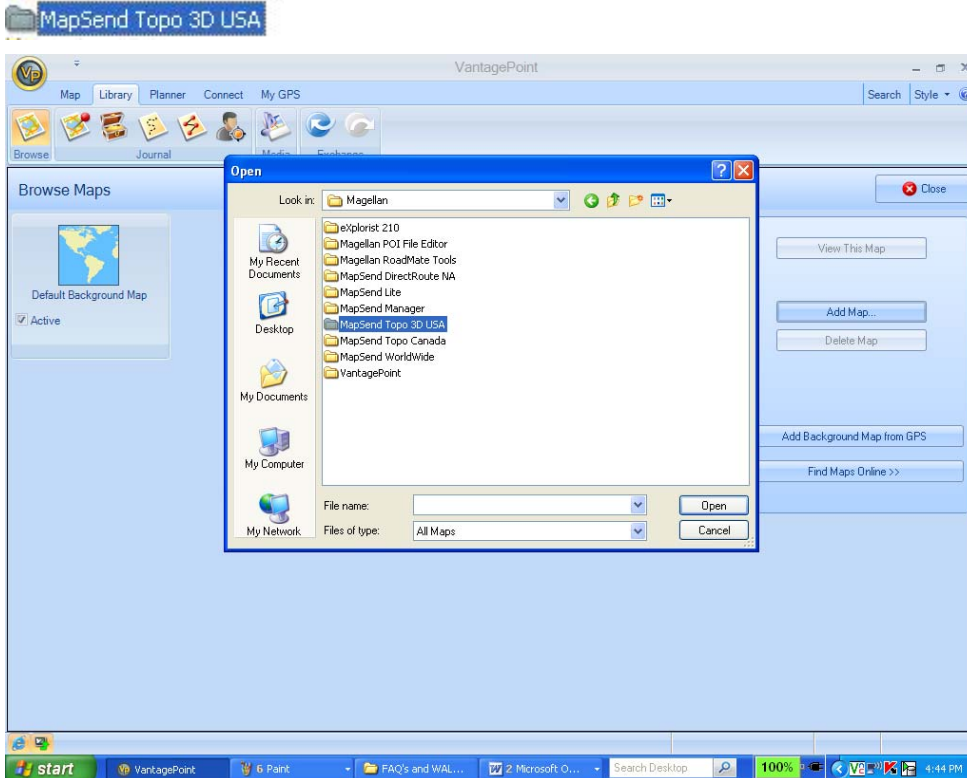 MapSend Topo 3D USA
VP
VantagePoint
Map Library Planner Connect My GPS
Search Style
Browse Journal Media Exchange
Browse Maps
Close
Default Background Map
Active
View This Map
Add Map...
Delete Map
Add Background Map from GPS
Find Maps Online >>
Open
Look in: Magellan
My Recent Documents
Desktop
My Documents
My Computer
My Network
eXplorist 210
Magellan POI File Editor
Magellan RoadMate Tools
MapSend DirectRoute NA
MapSend Lite
MapSend Manager
MapSend Topo 3D USA
MapSend Topo Canada
MapSend WorldWide
VantagePoint
File name:
Open
Files of type: All Maps
Cancel
start VantagePoint 6 Paint FAQ's and WAL... 2 Microsoft O... Search Desktop 100% 4:44 PM